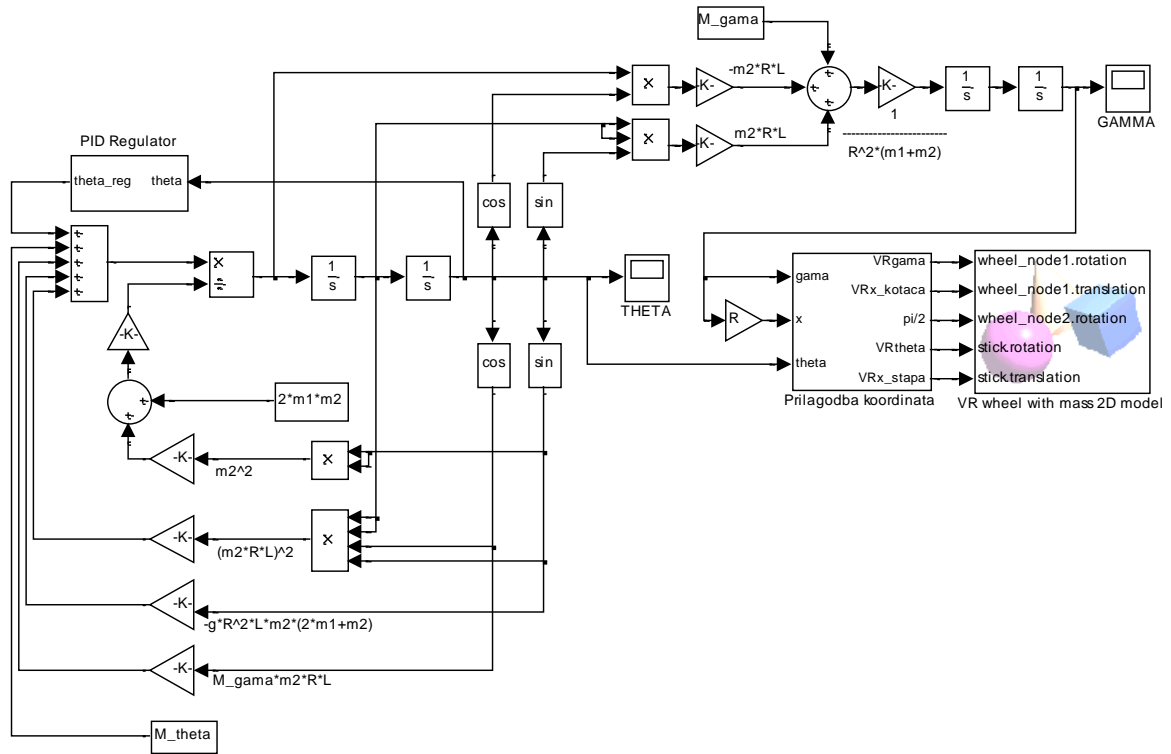 M_gama
-m2*R*L
K-
K-
1
1
s
1
s
GAMMA
------------------------
R^2*(m1+m2)
×
×
m2*R*L
K-
PID Regulator
theta_reg
theta
cos
sin
×
÷
1
s
1
s
THETA
cos
sin
-K-
2*m1*m2
-K-
m2^2
×
-K-
(m2*R*L)^2
×
-K-
-g*R^2*L*m2*(2*m1+m2)
-K-
M_gama*m2*R*L
M_theta
R
gama
x
theta
VRgama
VRx_kotaca
pi/2
VRtheta
VRx_stapa
Prilagodba koordinata
wheel_node1.rotation
wheel_node1.translation
wheel_node2.rotation
stick.rotation
stick.translation
VR wheel with mass 2D model